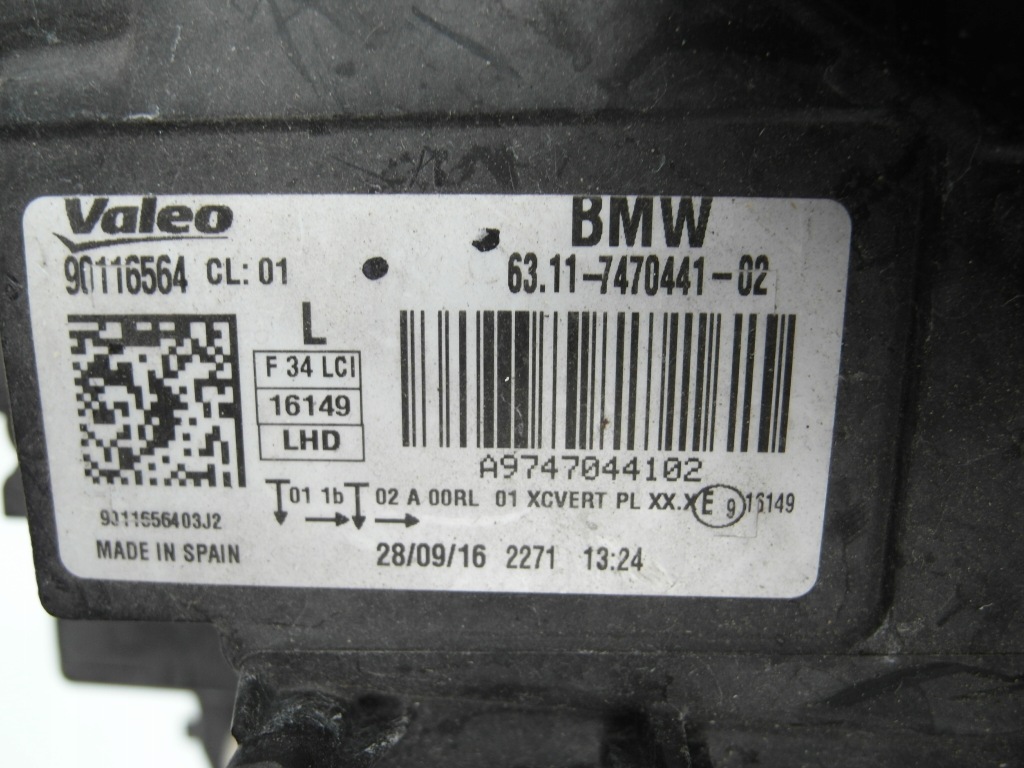 Valeo BMW
90116564 CL: 01 63.11-7470441-02
L
F 34 LCI
16149
LHD
A9747044102
01 1b 02 A 00RL 01 XCVERT PL XX.X E 9 16149
9011656403J2
MADE IN SPAIN 28/09/16 2271 13:24